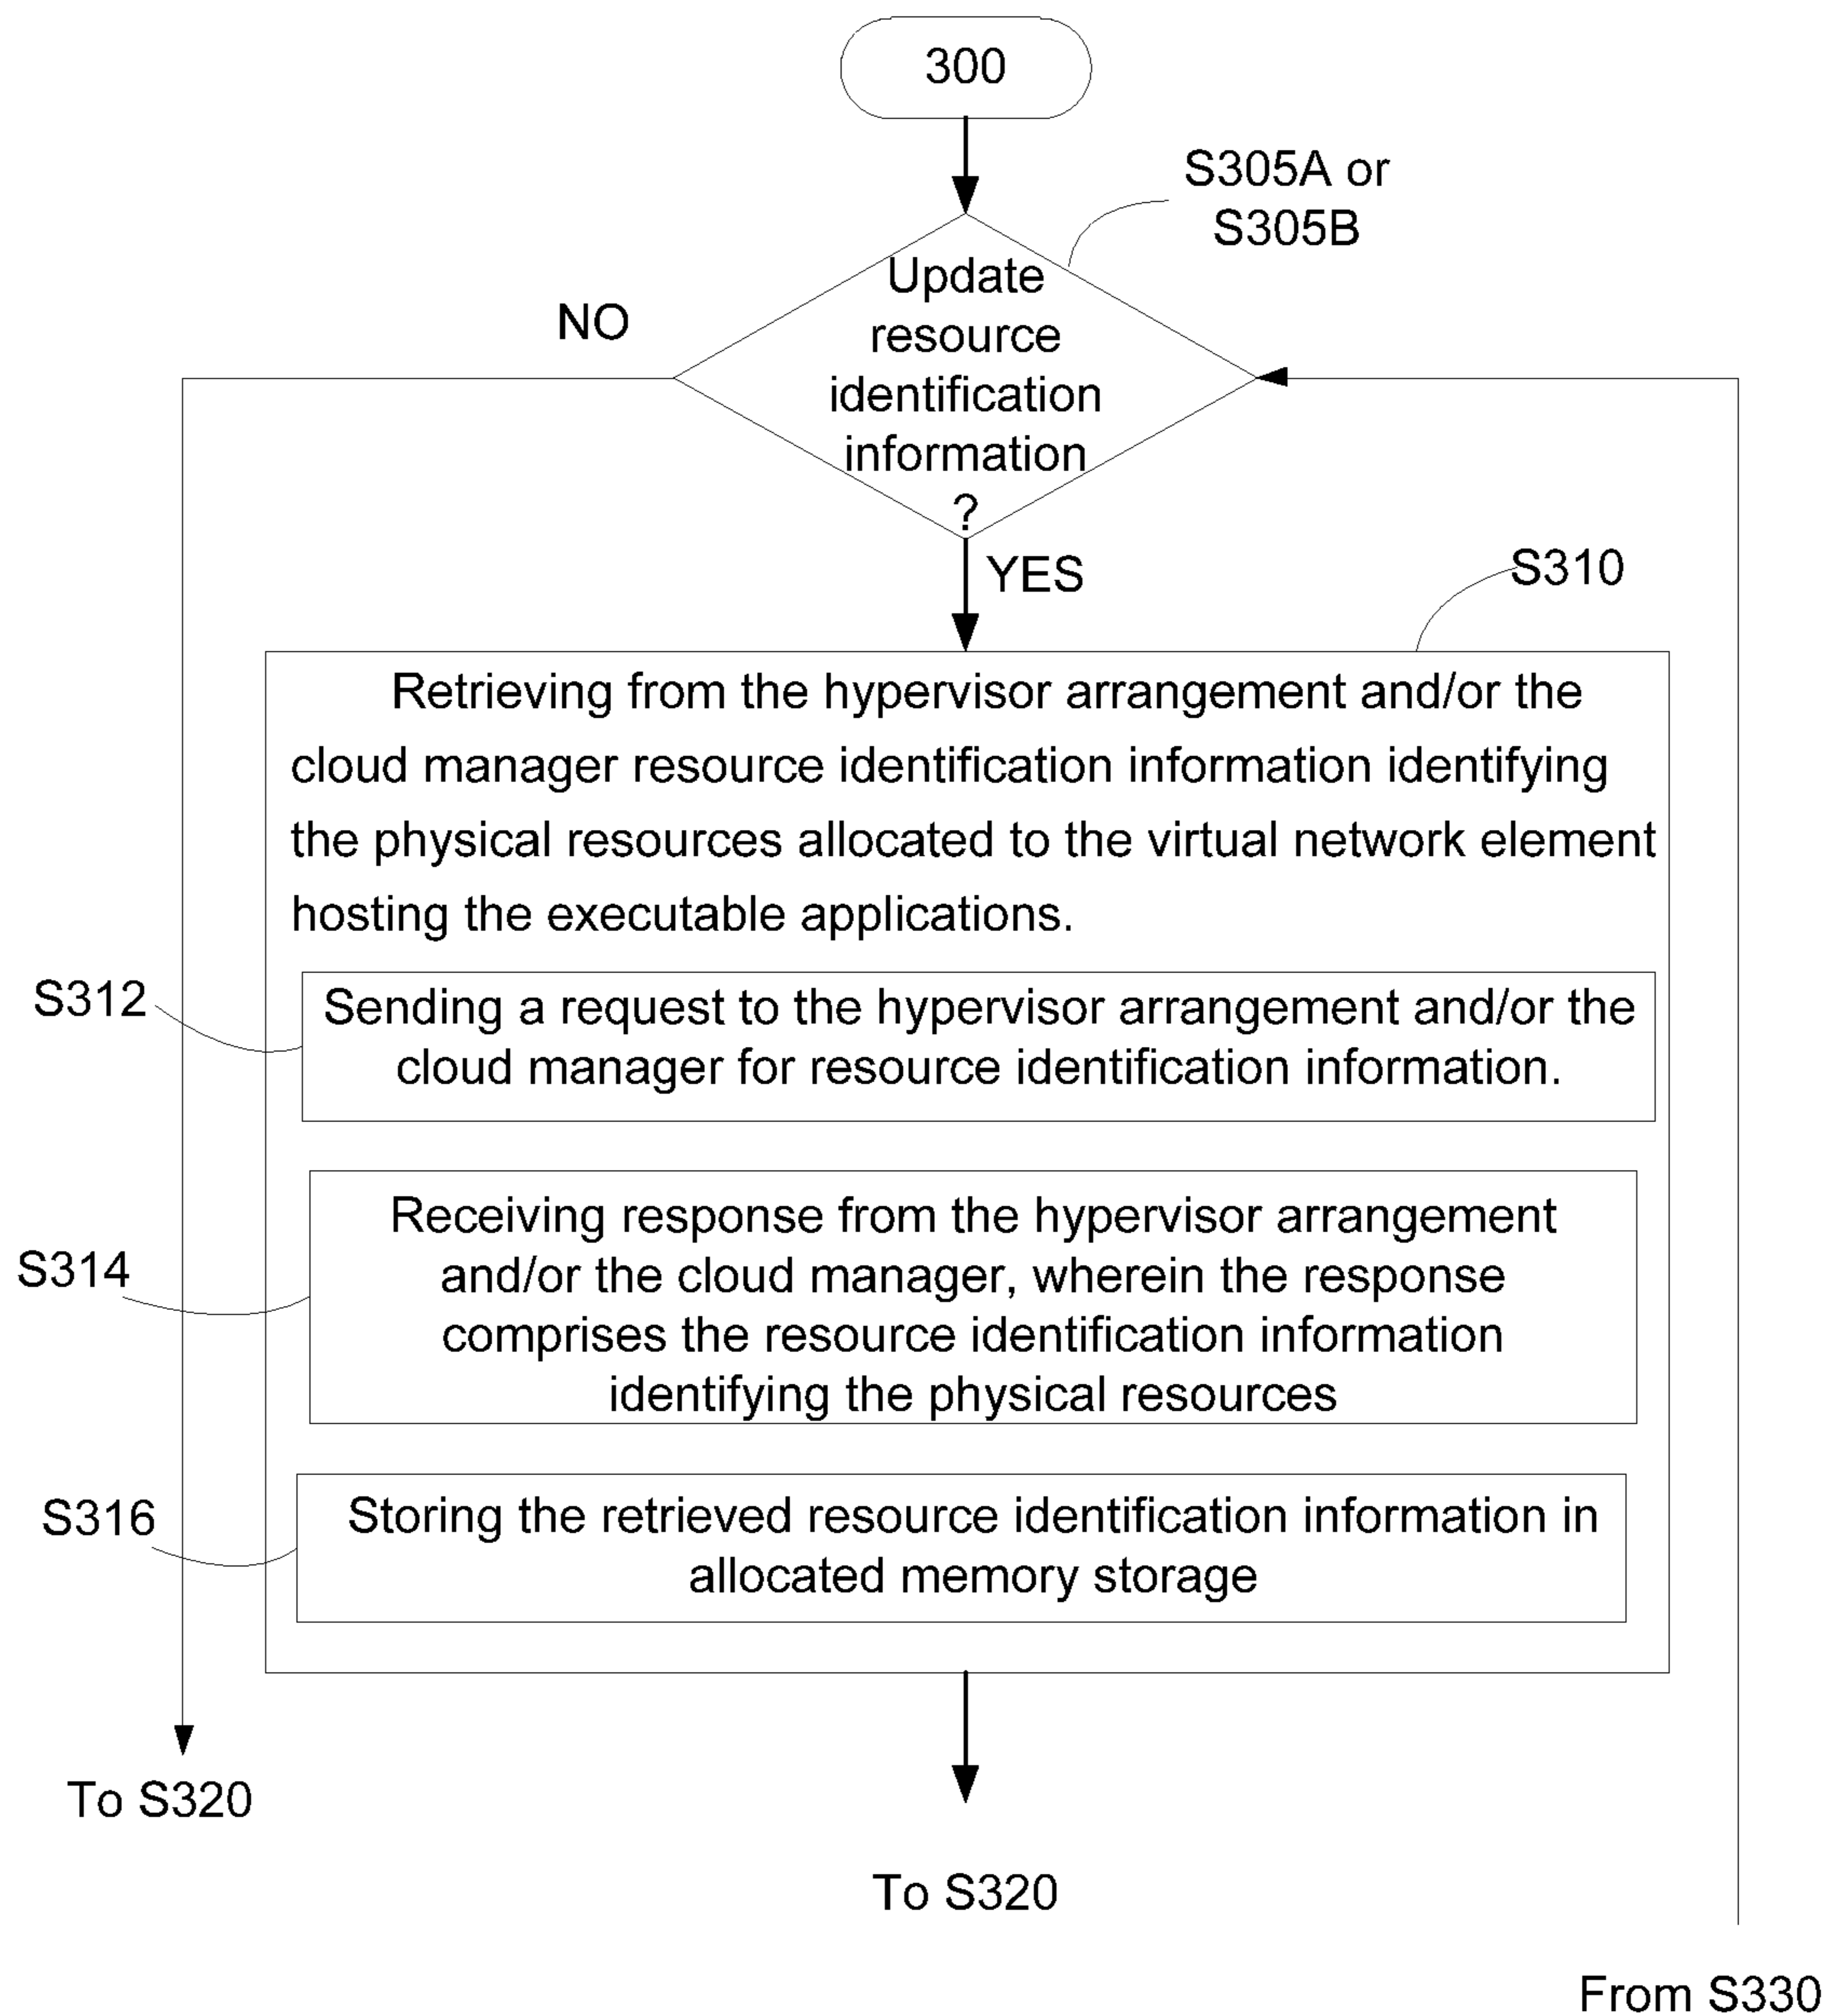 300
S305A or
S305B
Update
resource
identification
information
?
NO
YES
S310
Retrieving from the hypervisor arrangement and/or the
cloud manager resource identification information identifying
the physical resources allocated to the virtual network element
hosting the executable applications.
S312
Sending a request to the hypervisor arrangement and/or the
cloud manager for resource identification information.
S314
Receiving response from the hypervisor arrangement
and/or the cloud manager, wherein the response
comprises the resource identification information
identifying the physical resources
S316
Storing the retrieved resource identification information in
allocated memory storage
To S320
To S320
From S330